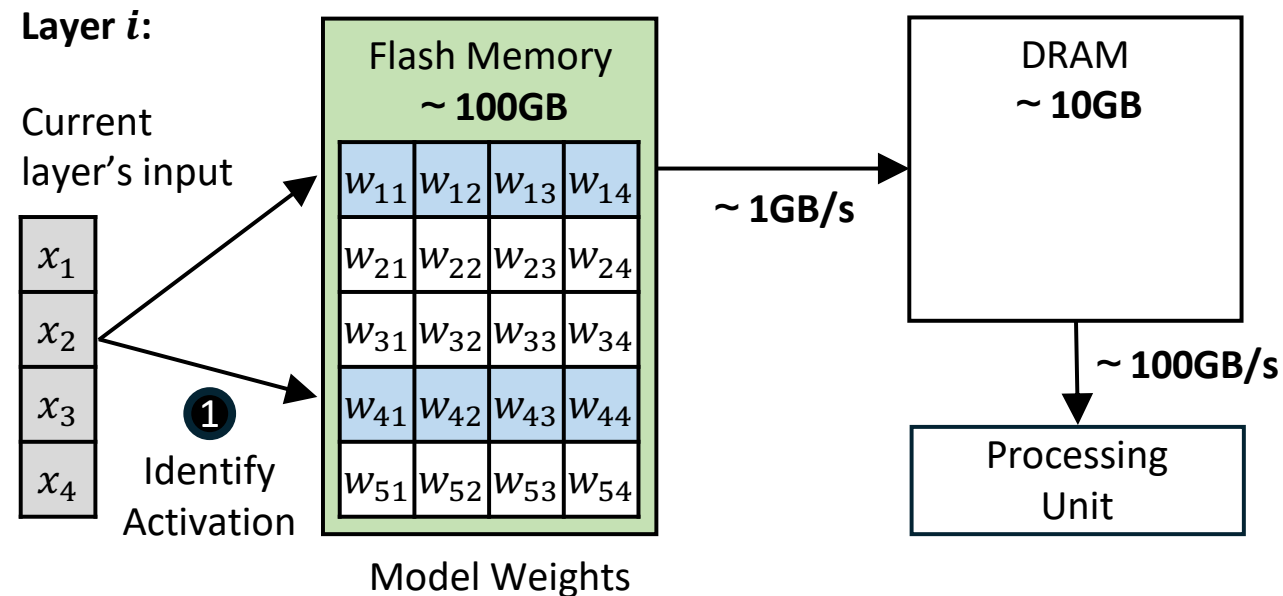 Layer i:
Current
layer's input
x₁
x₂
x₃
x₄
1
Identify
Activation
Flash Memory
~ 100GB
w₁₁ w₁₂ w₁₃ w₁₄
w₂₁ w₂₂ w₂₃ w₂₄
w₃₁ w₃₂ w₃₃ w₃₄
w₄₁ w₄₂ w₄₃ w₄₄
w₅₁ w₅₂ w₅₃ w₅₄
Model Weights
~ 1GB/s
DRAM
~ 10GB
~ 100GB/s
Processing
Unit